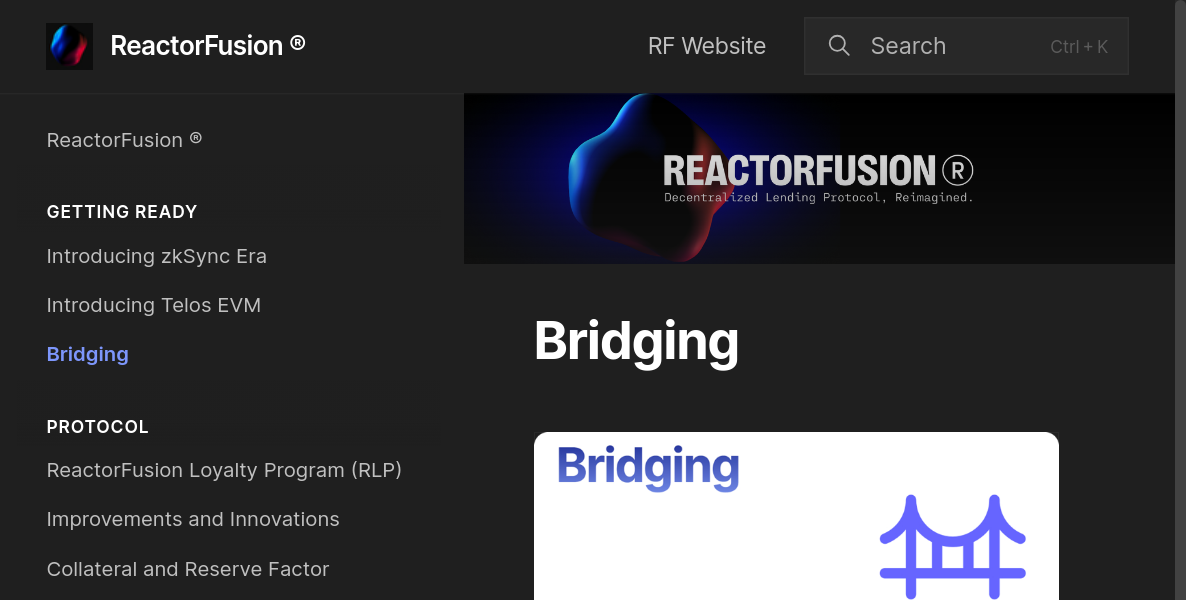 ReactorFusion ®
RF Website
Search
Ctrl + K
ReactorFusion ®
GETTING READY
Introducing zkSync Era
Introducing Telos EVM
Bridging
PROTOCOL
ReactorFusion Loyalty Program (RLP)
Improvements and Innovations
Collateral and Reserve Factor
REACTORFUSION®
Decentralized Lending Protocol, Reimagined.
Bridging
Bridging